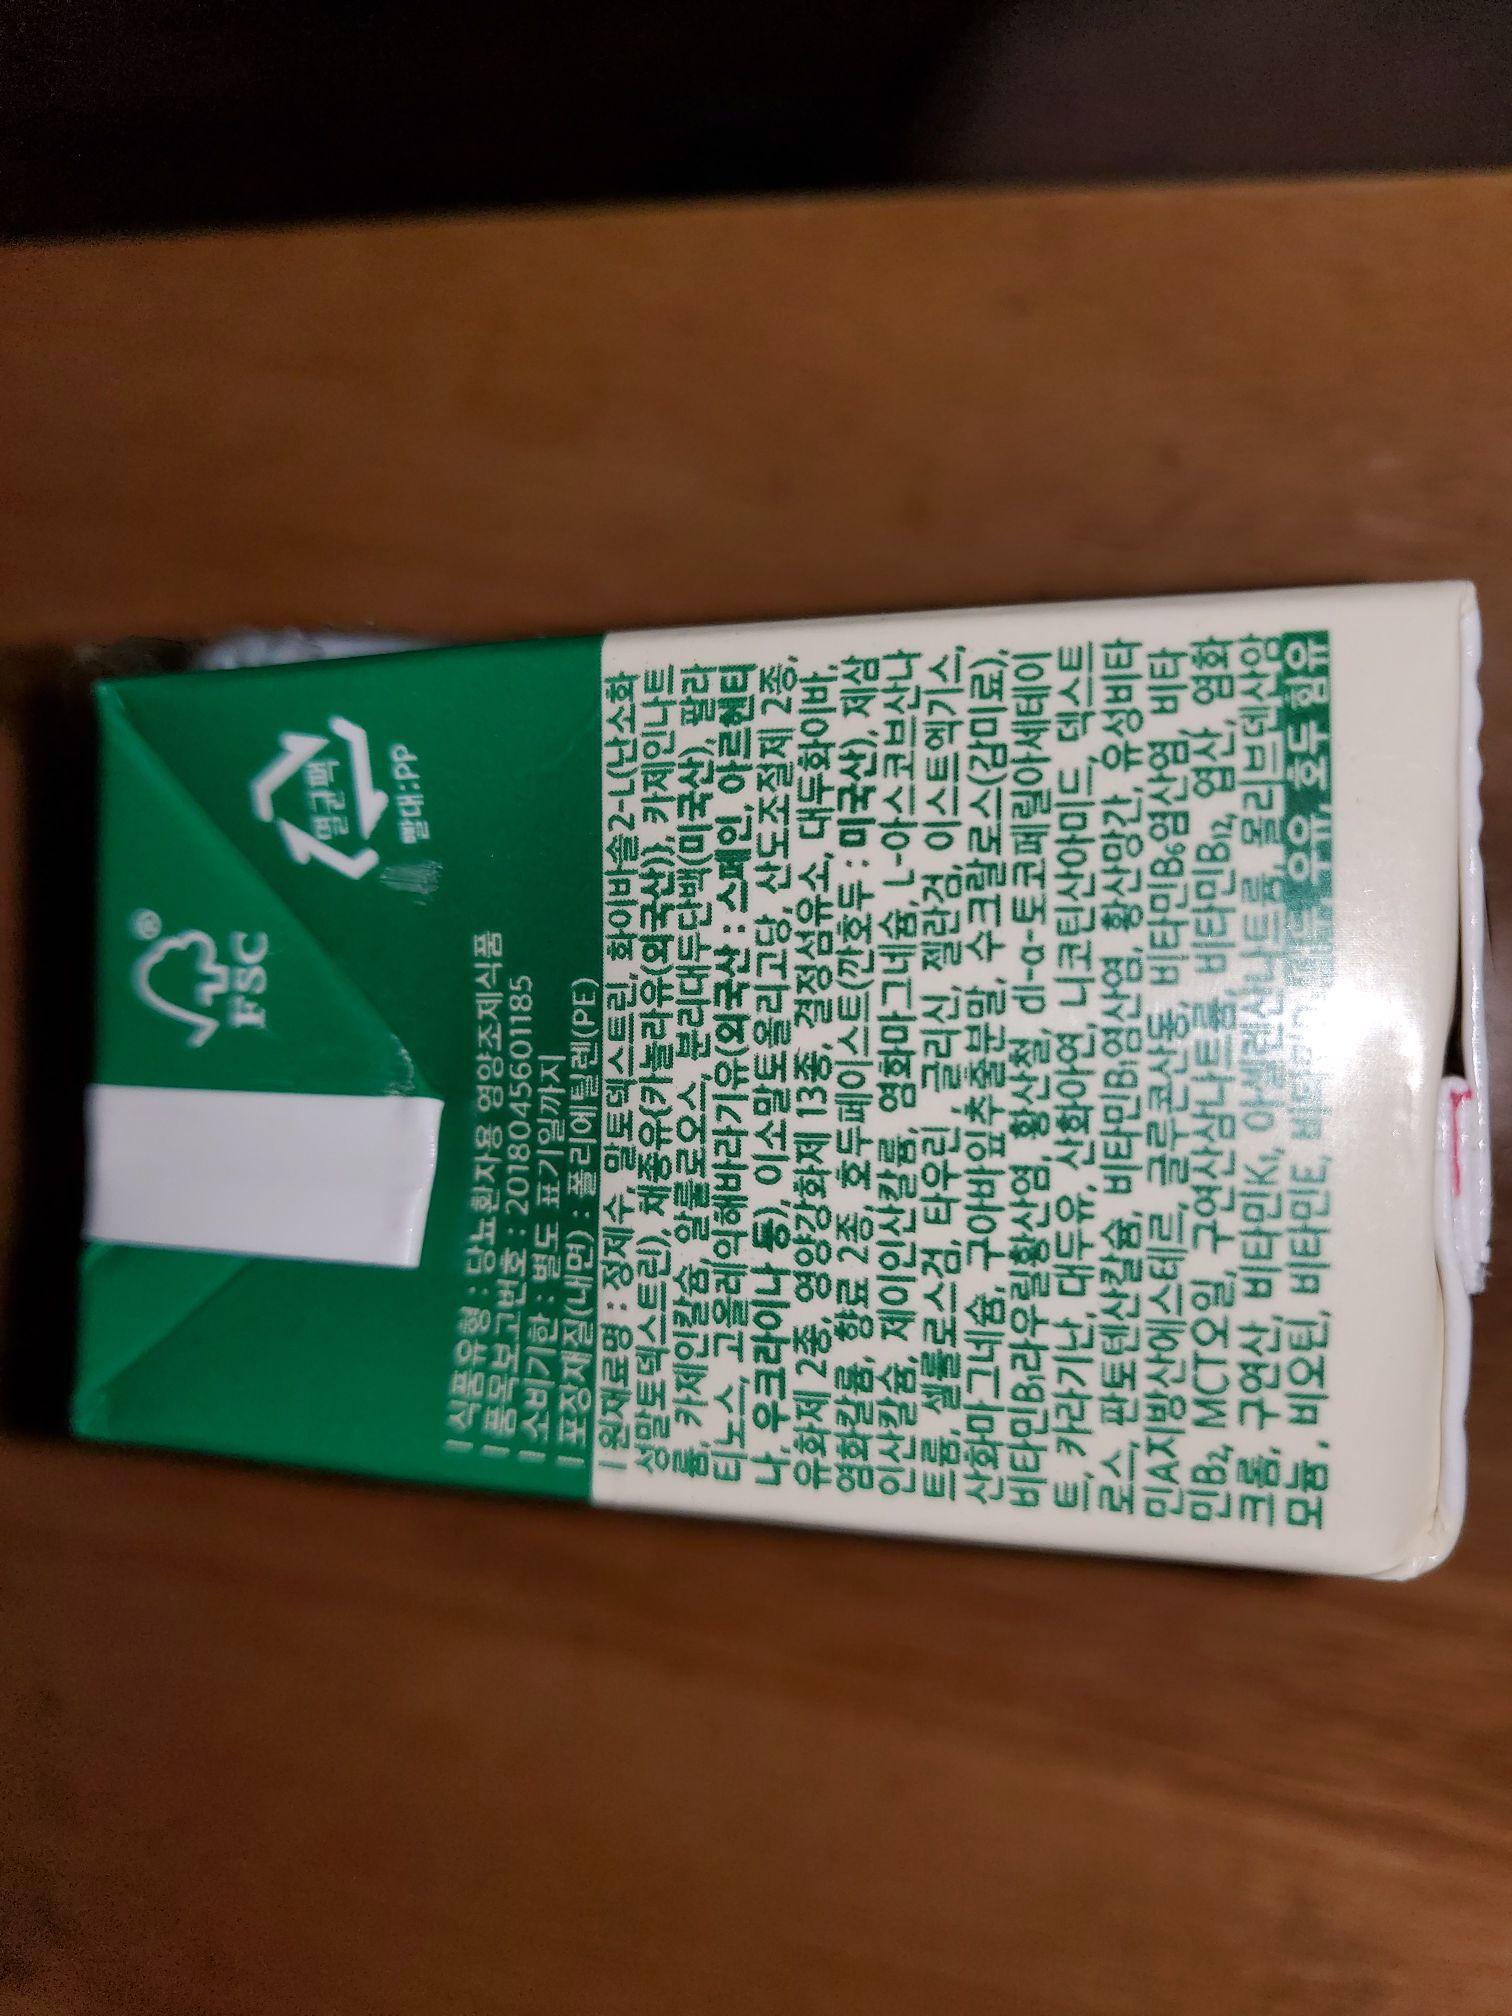 FSC®
멸균팩
빨대:PP
| 식품유형 : 당뇨환자용 영양조제식품
| 품목보고번호 : 20180456011185
| 소비기한 : 별도 표기일까지
| 포장재질(내면) : 폴리에틸렌(PE)
| 원재료명 : 정제수, 말토덱스트린, 화이바솔2-L(난소화
성말토덱스트린), 채종유(카놀라유(외국산)), 카제인나트
륨, 카제인칼슘, 알룰로오스, 분리대두단백(미국산), 팔라
티노스, 고올레익해바라기유(외국산 : 스페인, 아르헨티
나, 우크라이나 등), 이소말토올리고당, 산도조절제 2종,
유화제 2종, 영양강화제 13종, 결정섬유소, 대두화이바,
염화칼륨, 향료 2종, 호두페이스트(깐호두 : 미국산), 제삼
인산칼슘, 제이인산칼륨, 염화마그네슘, L-아스코브산나
트륨, 셀룰로스검, 타우린, 글리신, 젤란검, 이스트엑기스,
산화마그네슘, 구아바잎추출분말, 수크랄로스(감미료),
비타민B₁라우릴황산염, 황산철, dl-α-토코페릴아세테이
트, 카라기난, 대두유, 산화아연, 니코틴산아미드, 덱스트
로스, 판토텐산칼슘, 비타민B₁염산염, 황산망간, 유성비타
민A지방산에스테르, 글루콘산동, 비타민B₆염산염, 비타
민B₂, MCT오일, 구연산삼나트륨, 비타민B₁₂, 염산, 염화
크롬, 구연산, 비타민K₁, 아셀렌산나트륨, 몰리브덴산암
모늄, 비오틴, 비타민E, 우유, 호두 함유